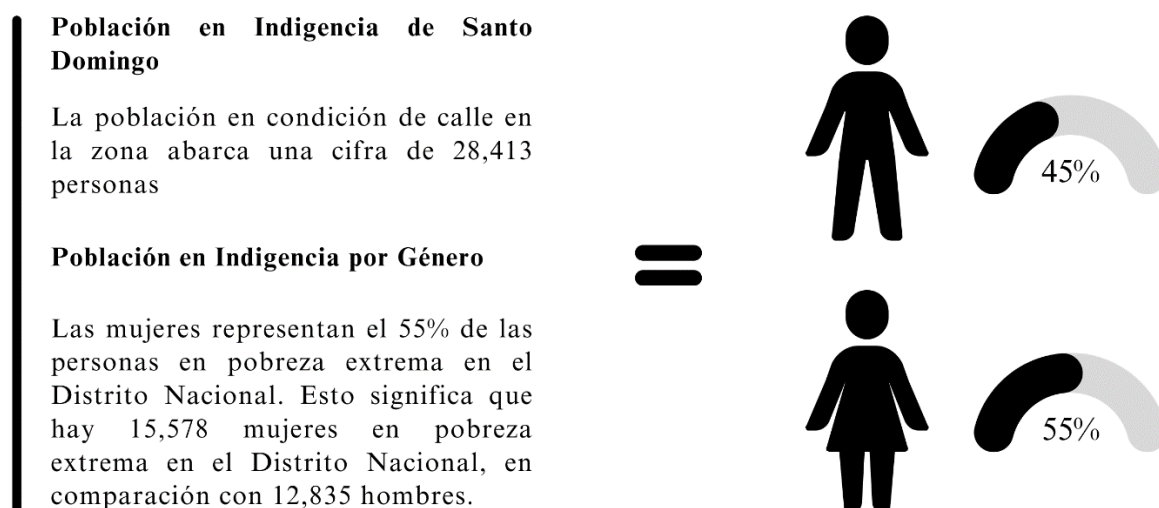 Población en Indigencia de Santo
Domingo
La población en condición de calle en
la zona abarca una cifra de 28,413
personas
Población en Indigencia por Género
Las mujeres representan el 55% de las
personas en pobreza extrema en el
Distrito Nacional. Esto significa que
hay 15,578 mujeres en pobreza
extrema en el Distrito Nacional, en
comparación con 12,835 hombres.
45%
55%